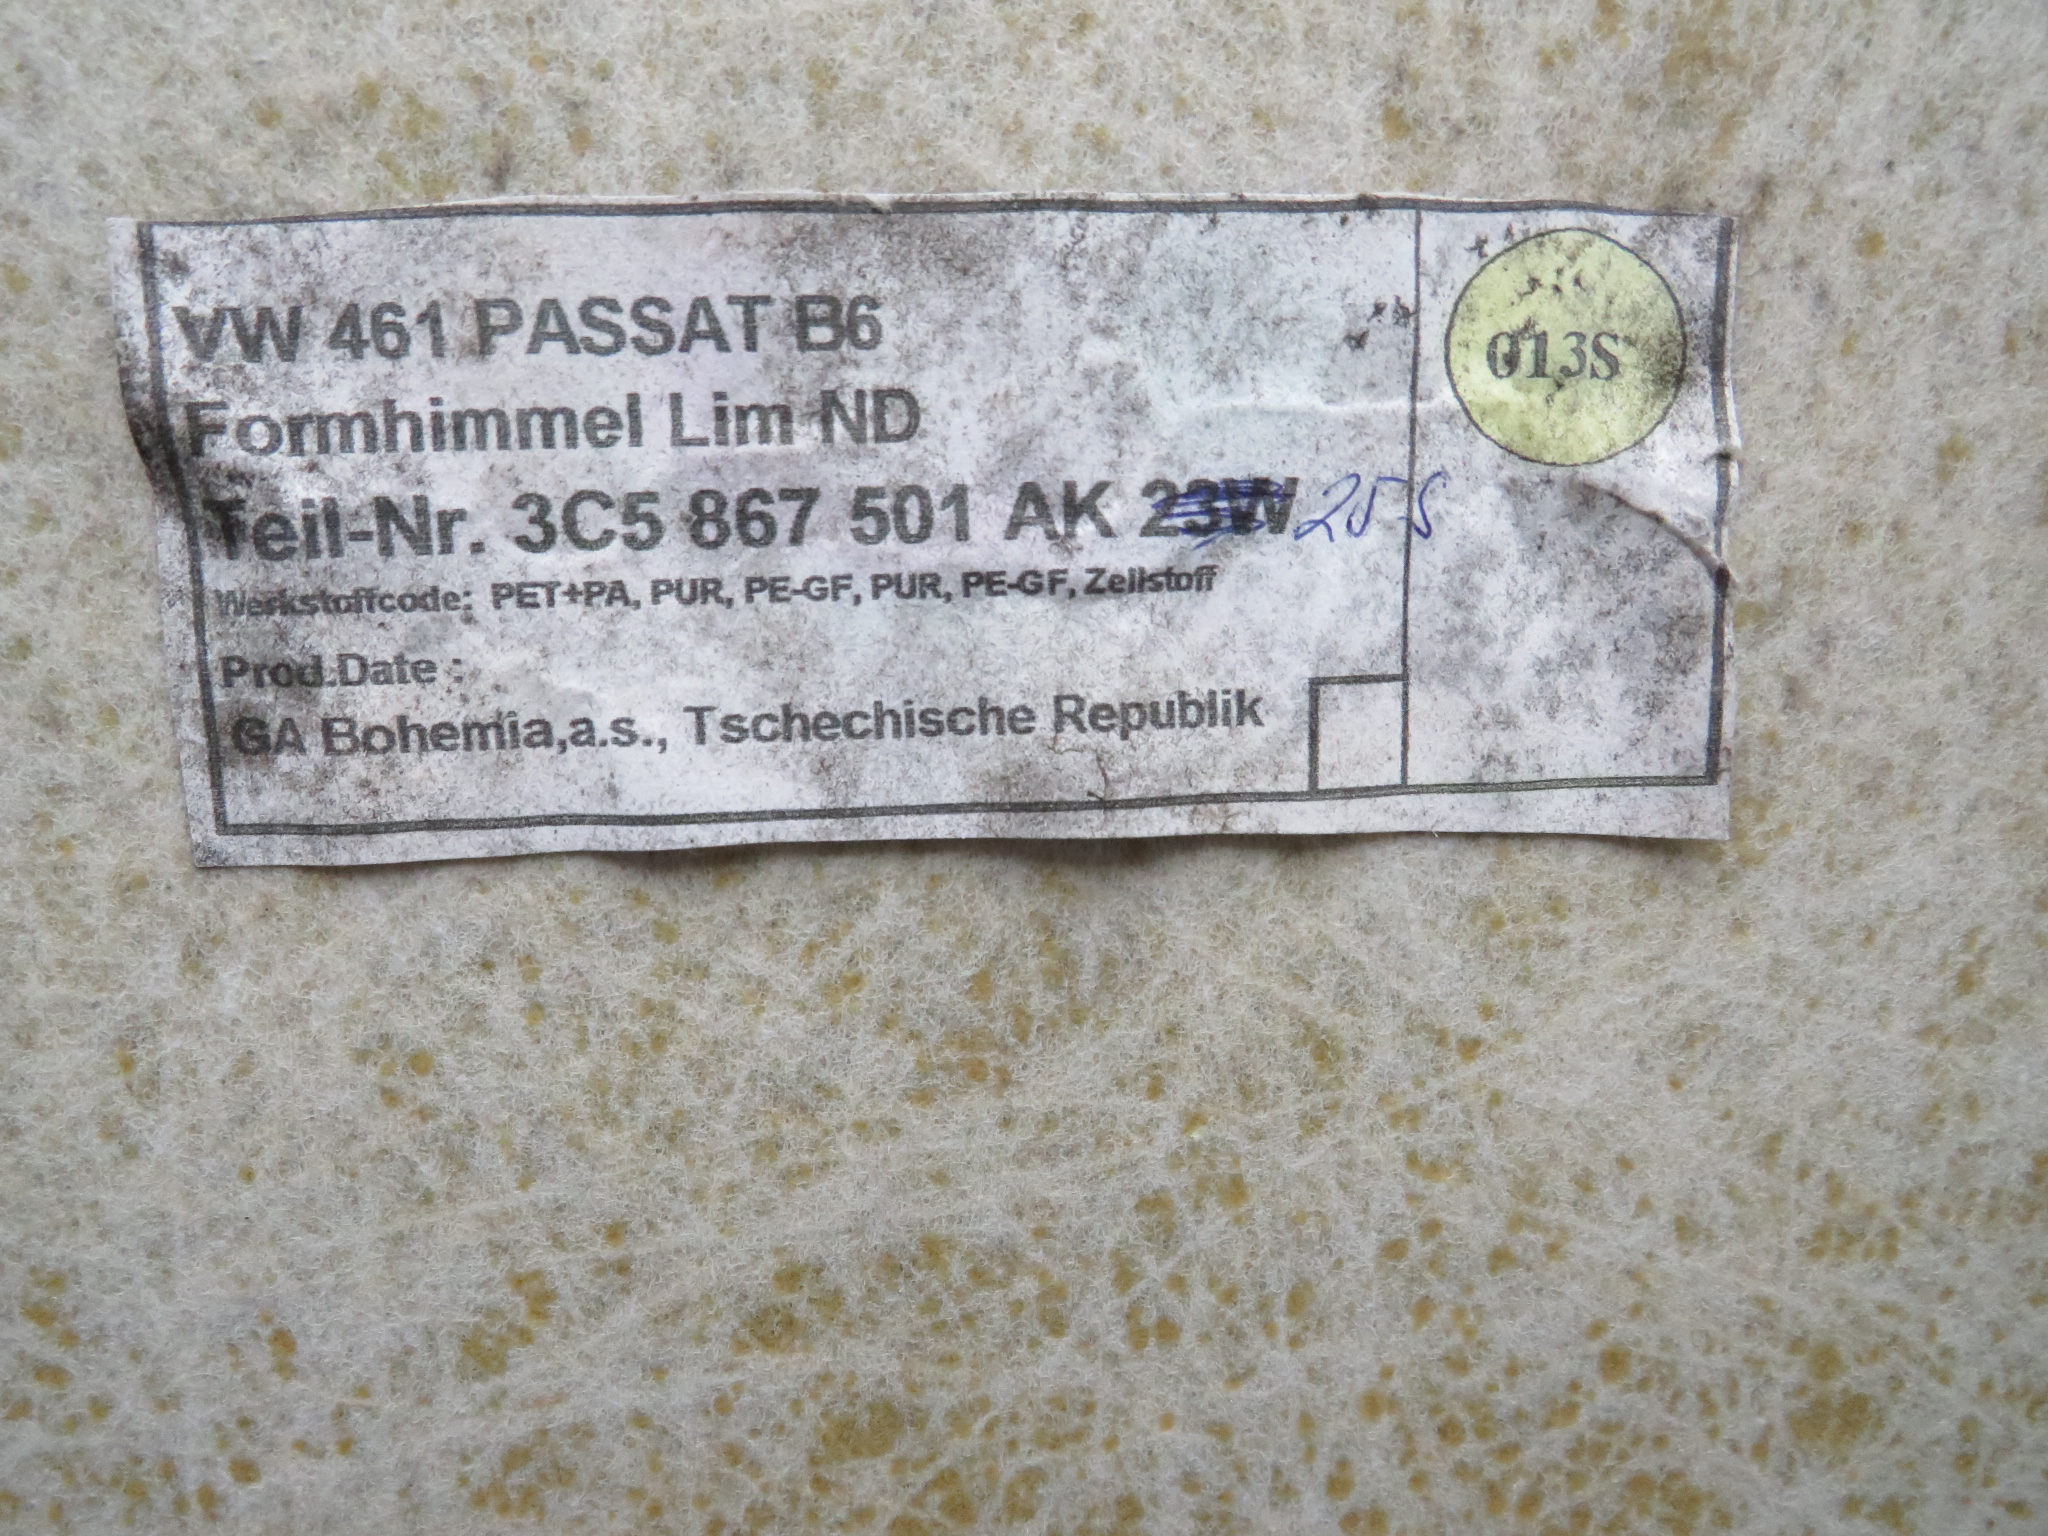 VW 461 PASSAT B6
013S
Formhimmel Lim ND
Teil-Nr. 3C5 867 501 AK 23W 25S
Werkstoffcode: PET+PA, PUR, PE-GF, PUR, PE-GF, Zellstoff
Prod.Date :
GA Bohemia,a.s., Tschechische Republik